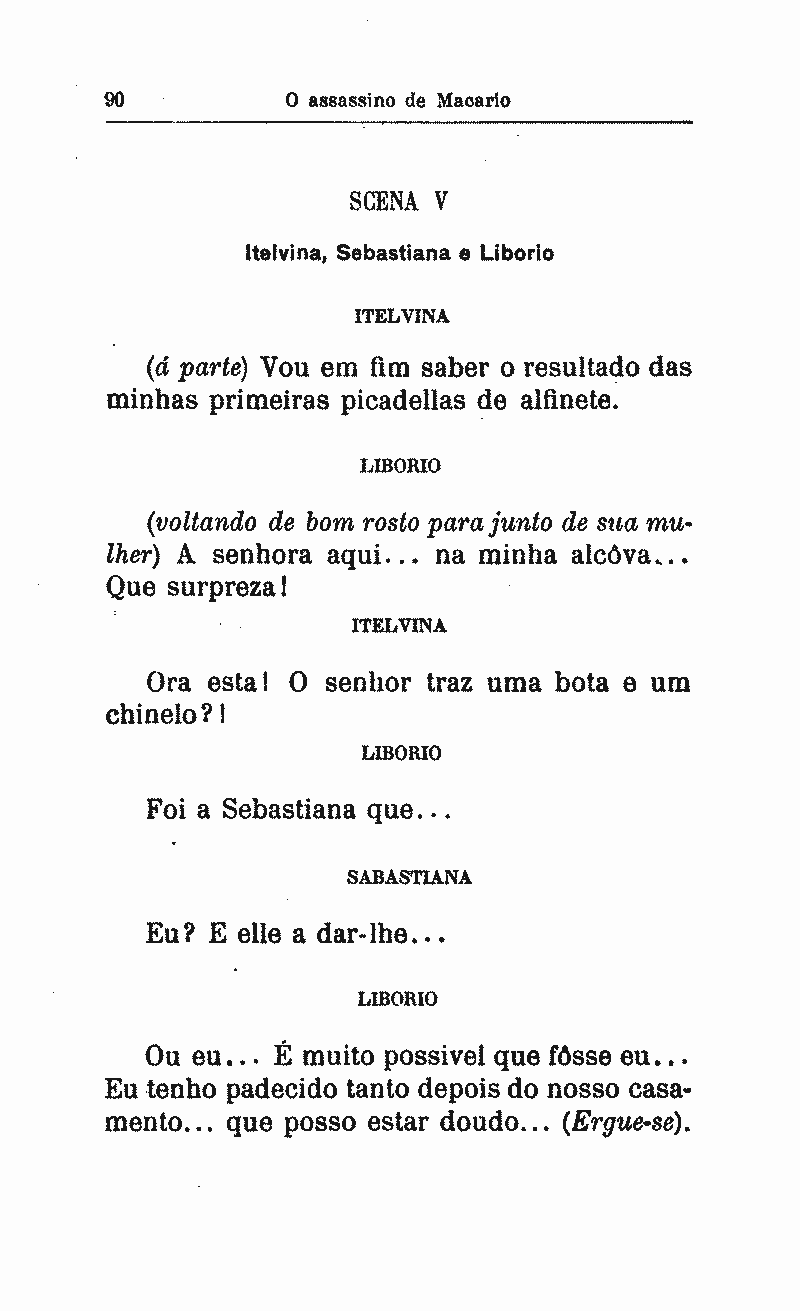 90 O assassino de Macario
SCENA V
Itelvina, Sebastiana e Liborio
ITELVINA
(á parte) Vou em fim saber o resultado das
minhas primeiras picadellas de alfinete.
LIBORIO
(voltando de bom rosto para junto de sua mu-
lher) A senhora aqui... na minha alcôva...
Que surpreza!
ITELVINA
Ora esta! O senhor traz uma bota e um
chinelo?!
LIBORIO
Foi a Sebastiana que...
SABASTIANA
Eu? E elle a dar-lhe...
LIBORIO
Ou eu... É muito possivel que fôsse eu...
Eu tenho padecido tanto depois do nosso casa-
mento... que posso estar doudo... (Ergue-se).